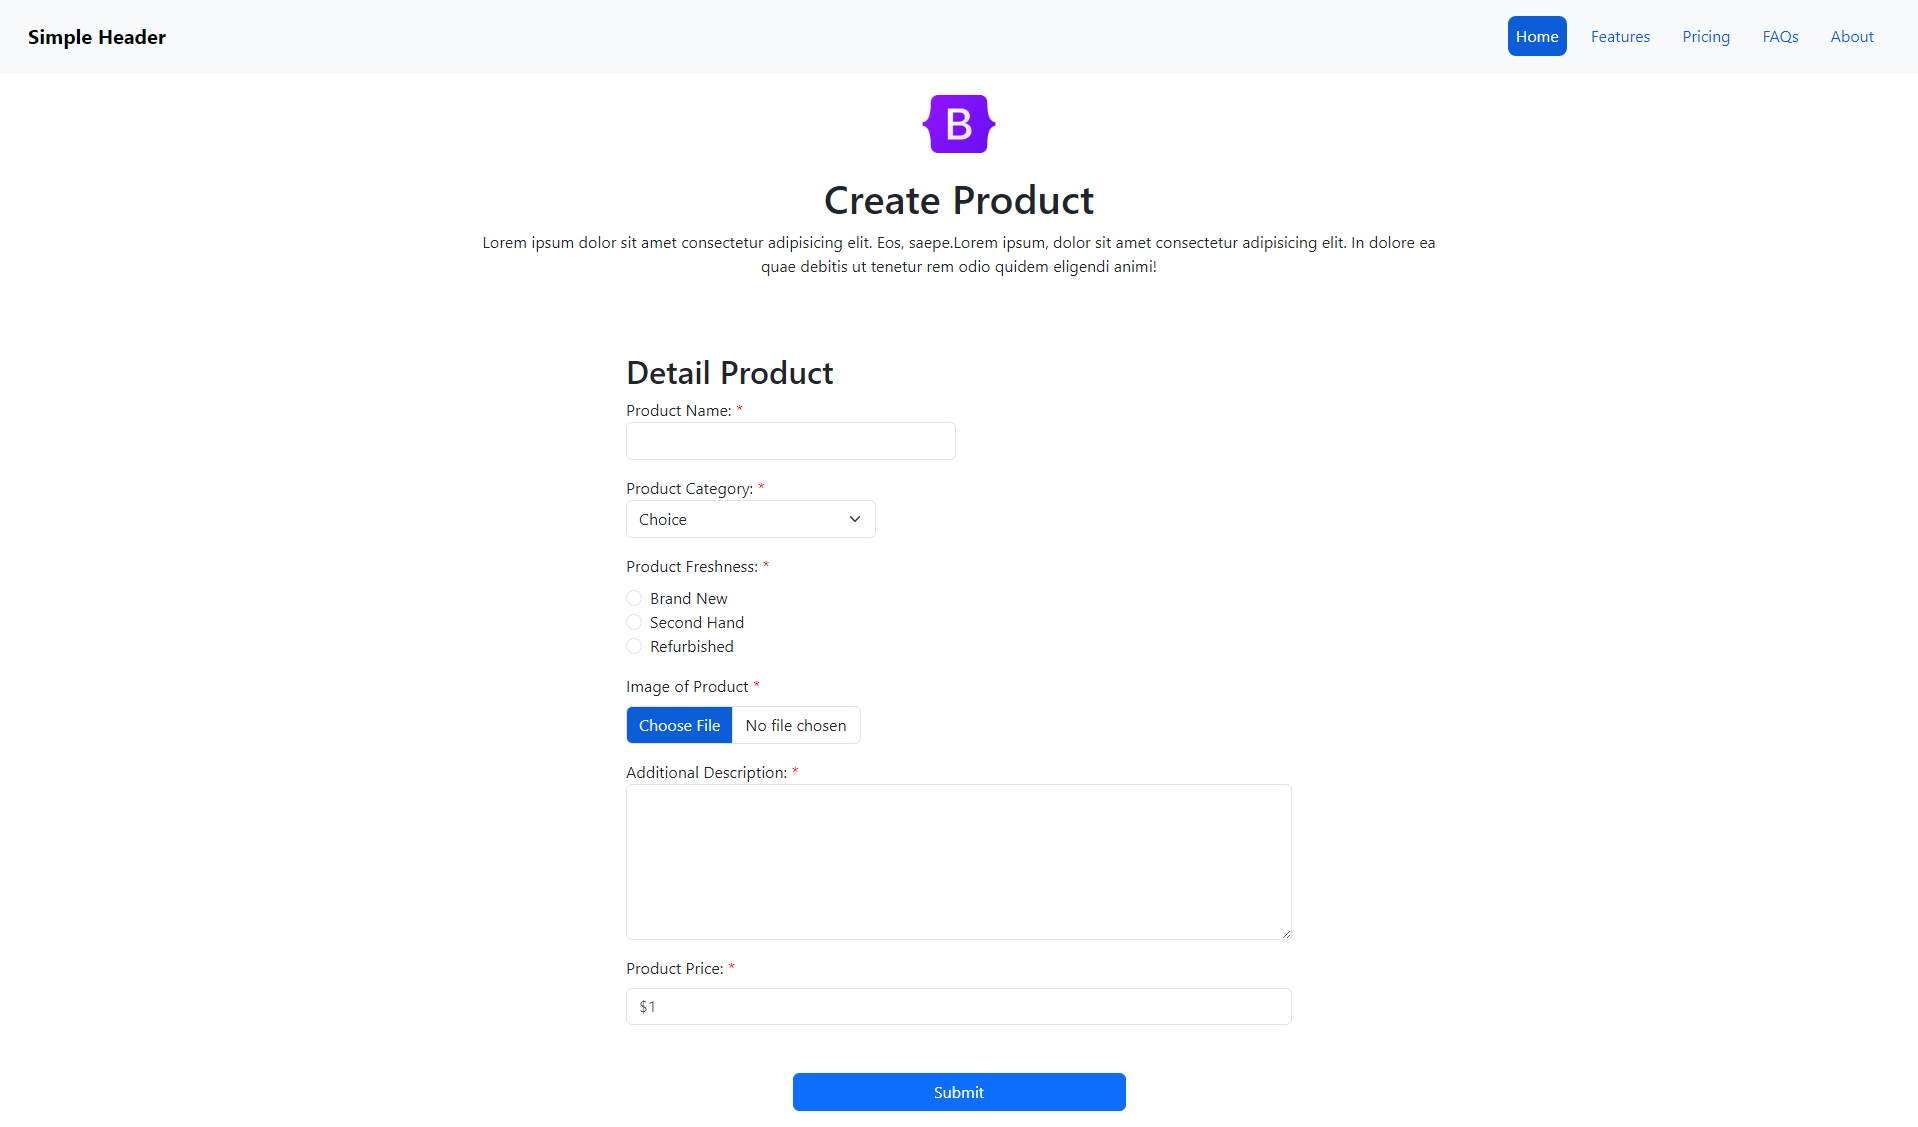 Simple Header
Home
Features
Pricing
FAQs
About
B
Create Product
Lorem ipsum dolor sit amet consectetur adipisicing elit. Eos, saepe.Lorem ipsum, dolor sit amet consectetur adipisicing elit. In dolore ea
quae debitis ut tenetur rem odio quidem eligendi animi!
Detail Product
Product Name: *
Product Category: *
Choice
Product Freshness: *
Brand New
Second Hand
Refurbished
Image of Product *
Choose File
No file chosen
Additional Description: *
Product Price: *
$1
Submit